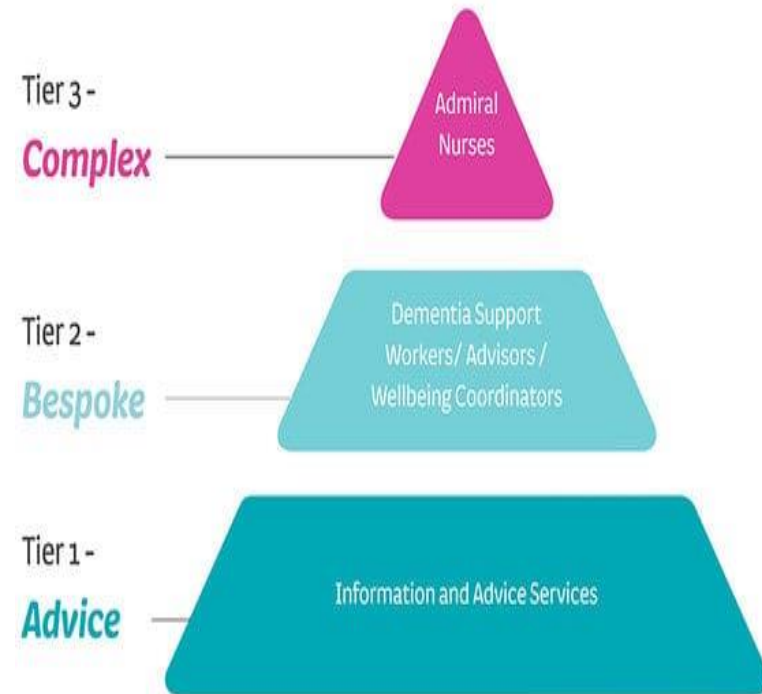 Tier 3 -
Complex
Admiral
Nurses
Tier 2 -
Bespoke
Dementia Support
Workers/ Advisors /
Wellbeing Coordinators
Tier 1 -
Advice
Information and Advice Services